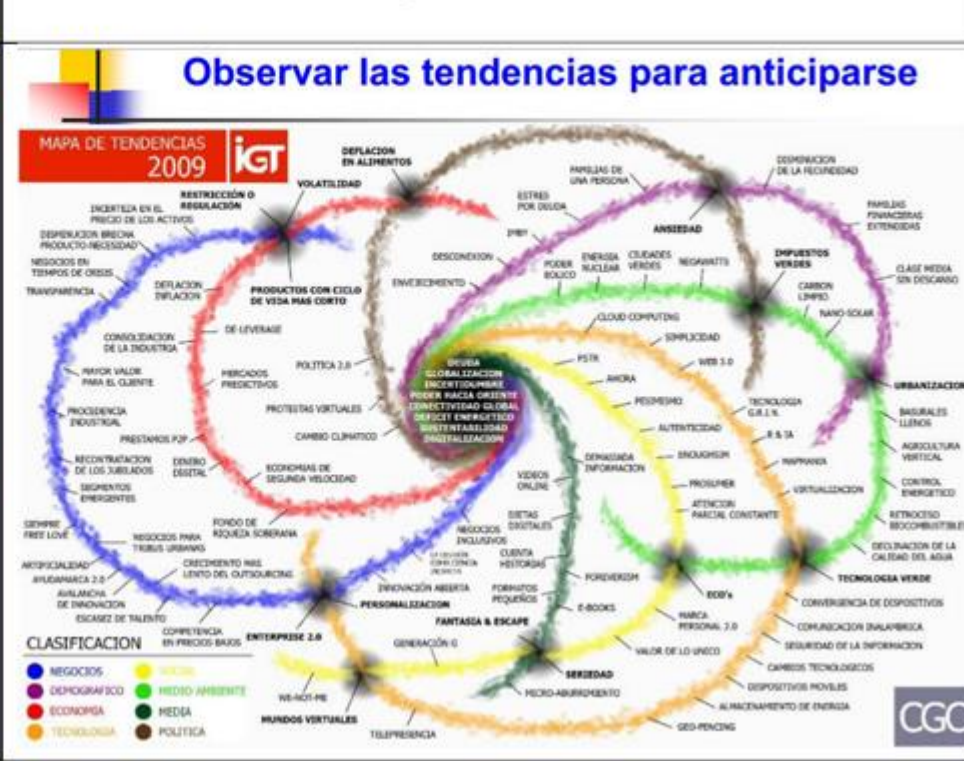 Observar las tendencias para anticiparse
MAPA DE TENDENCIAS
2009
iGT
DEFLACION
EN ALIMENTOS
VOLATILIDAD
RESTRICCIÓN O
REGULACIÓN
INCERTEZA EN EL
PRECIO DE LOS ACTIVOS
DISMINUCION BRECHA
PRODUCTO-NECESIDAD
NEGOCIOS EN
TIEMPOS DE CRISIS
TRANSPARENCIA
DEFLACION
INFLACION
PRODUCTOS CON CICLO
DE VIDA MAS CORTO
CONSOLIDACION
DE LA INDUSTRIA
DE-LEVERAGE
MAYOR VALOR
PARA EL CLIENTE
MERCADOS
PREDICTIVOS
PROCIDENCIA
INDUSTRIAL
PRESTAMOS P2P
RECONTRATACION
DE LOS JUBILADOS
DINERO
DIGITAL
SEGMENTOS
EMERGENTES
ECONOMIAS DE
SEGUNDA VELOCIDAD
SIEMPRE
FREE LOVE
FONDO DE
RIQUEZA SOBERANA
NEGOCIOS PARA
TRIBUS URBANAS
ARTIFICIALIDAD
AYUDAMARCA 2.0
CRECIMIENTO MAS
LENTO DEL OUTSOURCING
AVALANCHA
DE INNOVACION
ESCASEZ DE TALENTO
COMPETENCIA
EN PRECIOS BAJOS
ENTERPRISE 2.0
PERSONALIZACION
INNOVACIÓN ABIERTA
NEGOCIOS
INCLUSIVOS
POLITICA 2.0
PROTESTAS VIRTUALES
CAMBIO CLIMATICO
DEUDA
GLOBALIZACION
INCERTIDUMBRE
PODER HACIA ORIENTE
CONECTIVIDAD GLOBAL
DEFICIT ENERGETICO
SUSTENTABILIDAD
DIGITALIZACION
FAMILIAS DE
UNA PERSONA
ESTRES
POR DEUDA
IMBY
DESCONEXION
ENVEJECIMIENTO
ANSIEDAD
DISMINUCION
DE LA FECUNDIDAD
FAMILIAS
FINANCIERAS
EXTENDIDAS
CLASE MEDIA
SIN DESCANSO
PODER
EOLICO
ENERGIA
NUCLEAR
CIUDADES
VERDES
NEGAWATTS
IMPUESTOS
VERDES
CARBON
LIMPIO
NANO-SOLAR
URBANIZACION
BASURALES
LLENOS
AGRICULTURA
VERTICAL
CONTROL
ENERGETICO
RETROCESO
BIOCOMBUSTIBLE
DECLINACION DE LA
CALIDAD DEL AGUA
TECNOLOGIA VERDE
CLOUD COMPUTING
SIMPLICIDAD
WEB 3.0
TECNOLOGIA
G.R.I.N.
R & IA
MAPMANIA
VIRTUALIZACION
PSTR
AHORA
PESIMISMO
AUTENTICIDAD
ENOUGHSIM
PROSUMER
ATENCION
PARCIAL CONSTANTE
ECO's
MARCA
PERSONAL 2.0
VALOR DE LO UNICO
DEMASIADA
INFORMACION
VIDEOS
ONLINE
DIETAS
DIGITALES
CUENTA
HISTORIAS
FORMATOS
PEQUEÑOS
FOREVERISM
E-BOOKS
FANTASIA & ESCAPE
SERIEDAD
MICRO-ABURRIMIENTO
GENERACIÓN G
WE-NOT-ME
MUNDOS VIRTUALES
TELEPRESENCIA
CONVERGENCIA DE DISPOSITIVOS
COMUNICACION INALAMBRICA
SEGURIDAD DE LA INFORMACION
CAMBIOS TECNOLOGICOS
DISPOSITIVOS MOVILES
ALMACENAMIENTO DE ENERGIA
GEO-FENCING
CLASIFICACION
NEGOCIOS
DEMOGRAFICO
ECONOMIA
TECNOLOGIA
MEDIO AMBIENTE
MEDIA
POLITICA
CGC